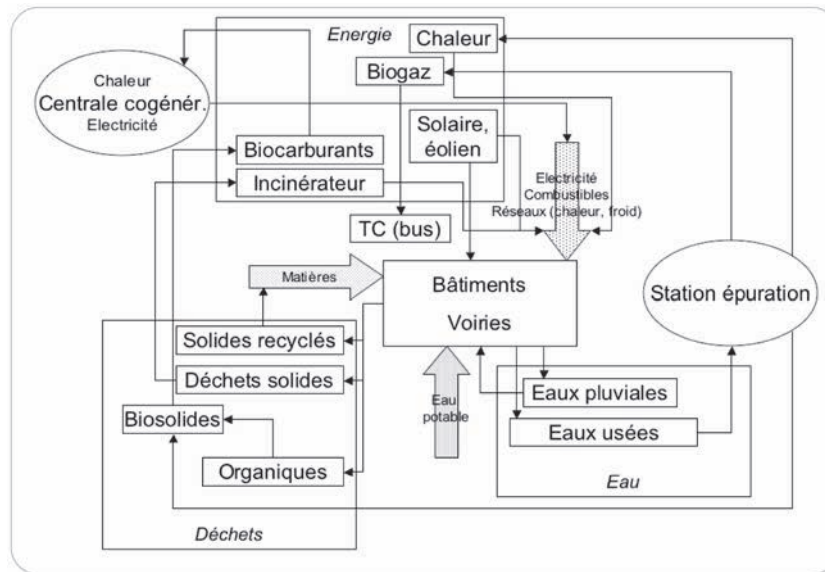 Energie
Chaleur
Biogaz
Chaleur
Centrale cogénér.
Electricité
Solaire,
éolien
Biocarburants
Incinérateur
Electricité
Combustibles
Réseaux (chaleur, froid)
TC (bus)
Matières
Bâtiments
Voiries
Station épuration
Solides recyclés
Déchets solides
Biosolides
Organiques
Déchets
Eau
potable
Eaux pluviales
Eaux usées
Eau